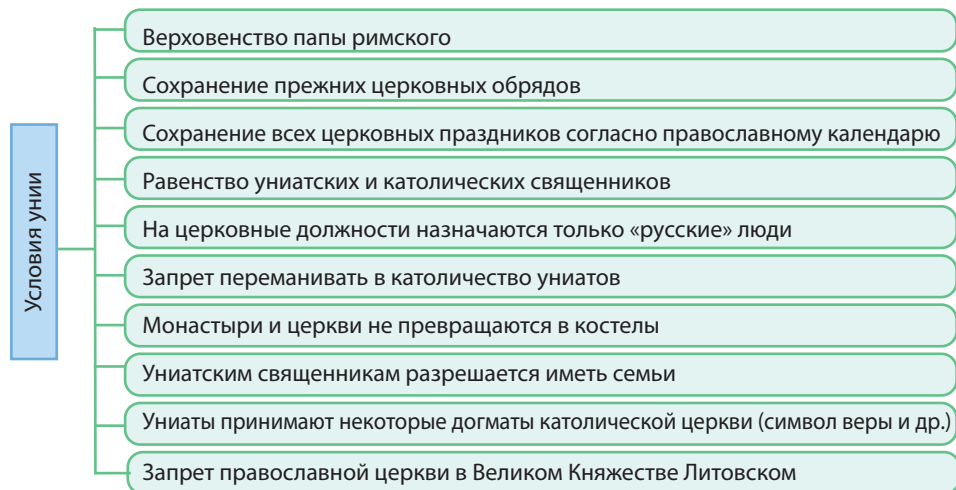 Условия унии
Верховенство папы римского
Сохранение прежних церковных обрядов
Сохранение всех церковных праздников согласно православному календарю
Равенство униатских и католических священников
На церковные должности назначаются только «русские» люди
Запрет переманивать в католичество униатов
Монастыри и церкви не превращаются в костелы
Униатским священникам разрешается иметь семьи
Униаты принимают некоторые догматы католической церкви (символ веры и др.)
Запрет православной церкви в Великом Княжестве Литовском